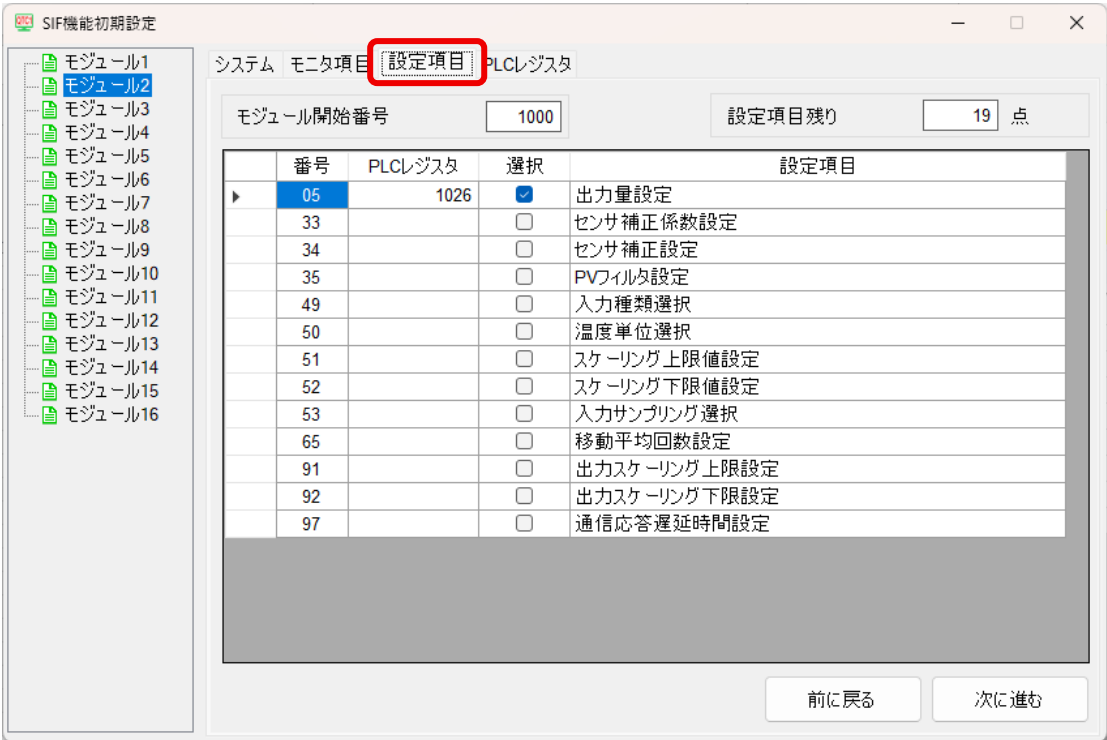 QTC1 SIF機能初期設定
モジュール1
モジュール2
モジュール3
モジュール4
モジュール5
モジュール6
モジュール7
モジュール8
モジュール9
モジュール10
モジュール11
モジュール12
モジュール13
モジュール14
モジュール15
モジュール16
システム モニタ項目 設定項目 PLCレジスタ
モジュール開始番号 1000 設定項目残り 19 点
番号 PLCレジスタ 選択 設定項目
05 1026 出力量設定
33 センサ補正係数設定
34 センサ補正設定
35 PVフィルタ設定
49 入力種類選択
50 温度単位選択
51 スケーリング上限値設定
52 スケーリング下限値設定
53 入力サンプリング選択
65 移動平均回数設定
91 出力スケーリング上限設定
92 出力スケーリング下限設定
97 通信応答遅延時間設定
前に戻る 次に進む